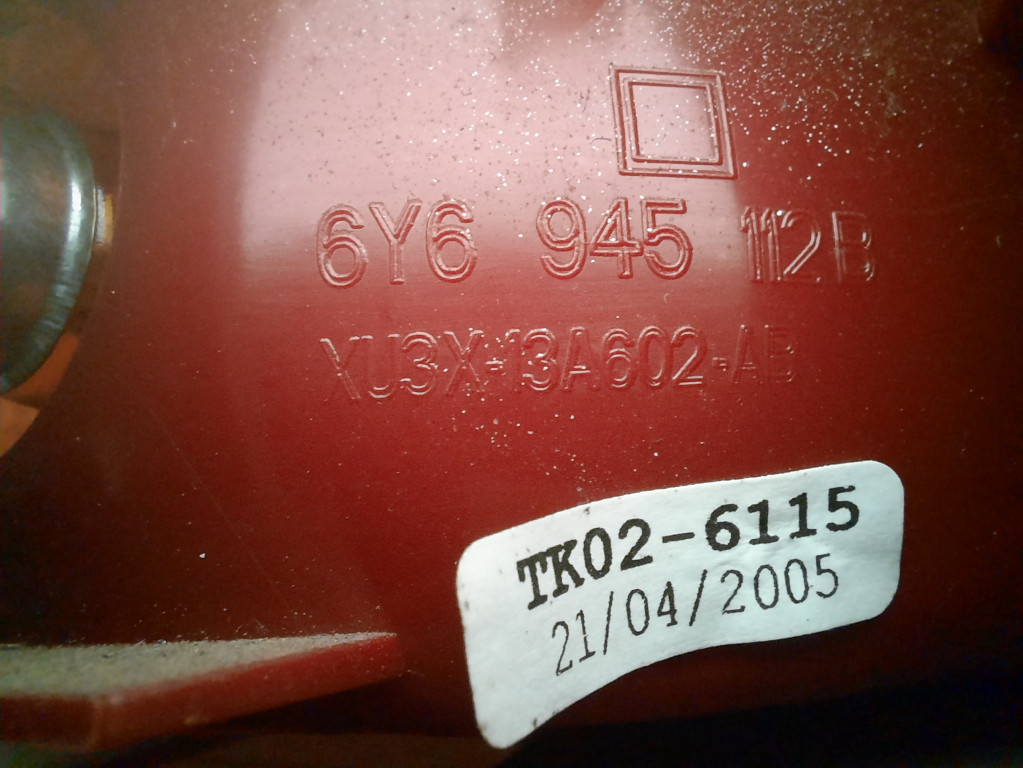 6Y6 945 112B
XU3X-13A602-AB
TK02-6115
21/04/2005